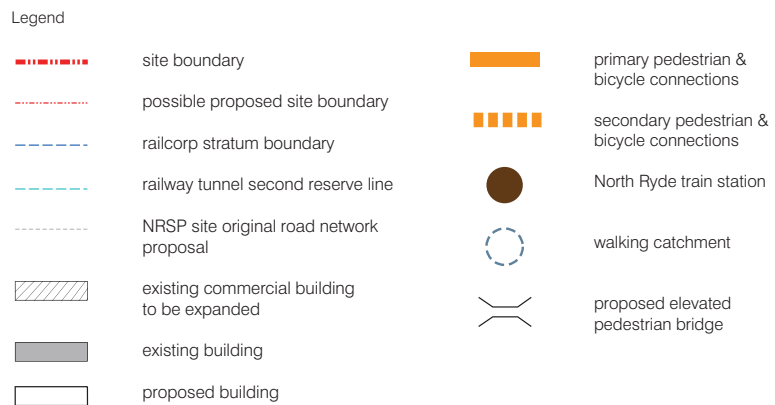 Legend
site boundary
possible proposed site boundary
railcorp stratum boundary
railway tunnel second reserve line
NRSP site original road network
proposal
existing commercial building
to be expanded
existing building
proposed building
primary pedestrian &
bicycle connections
secondary pedestrian &
bicycle connections
North Ryde train station
walking catchment
proposed elevated
pedestrian bridge